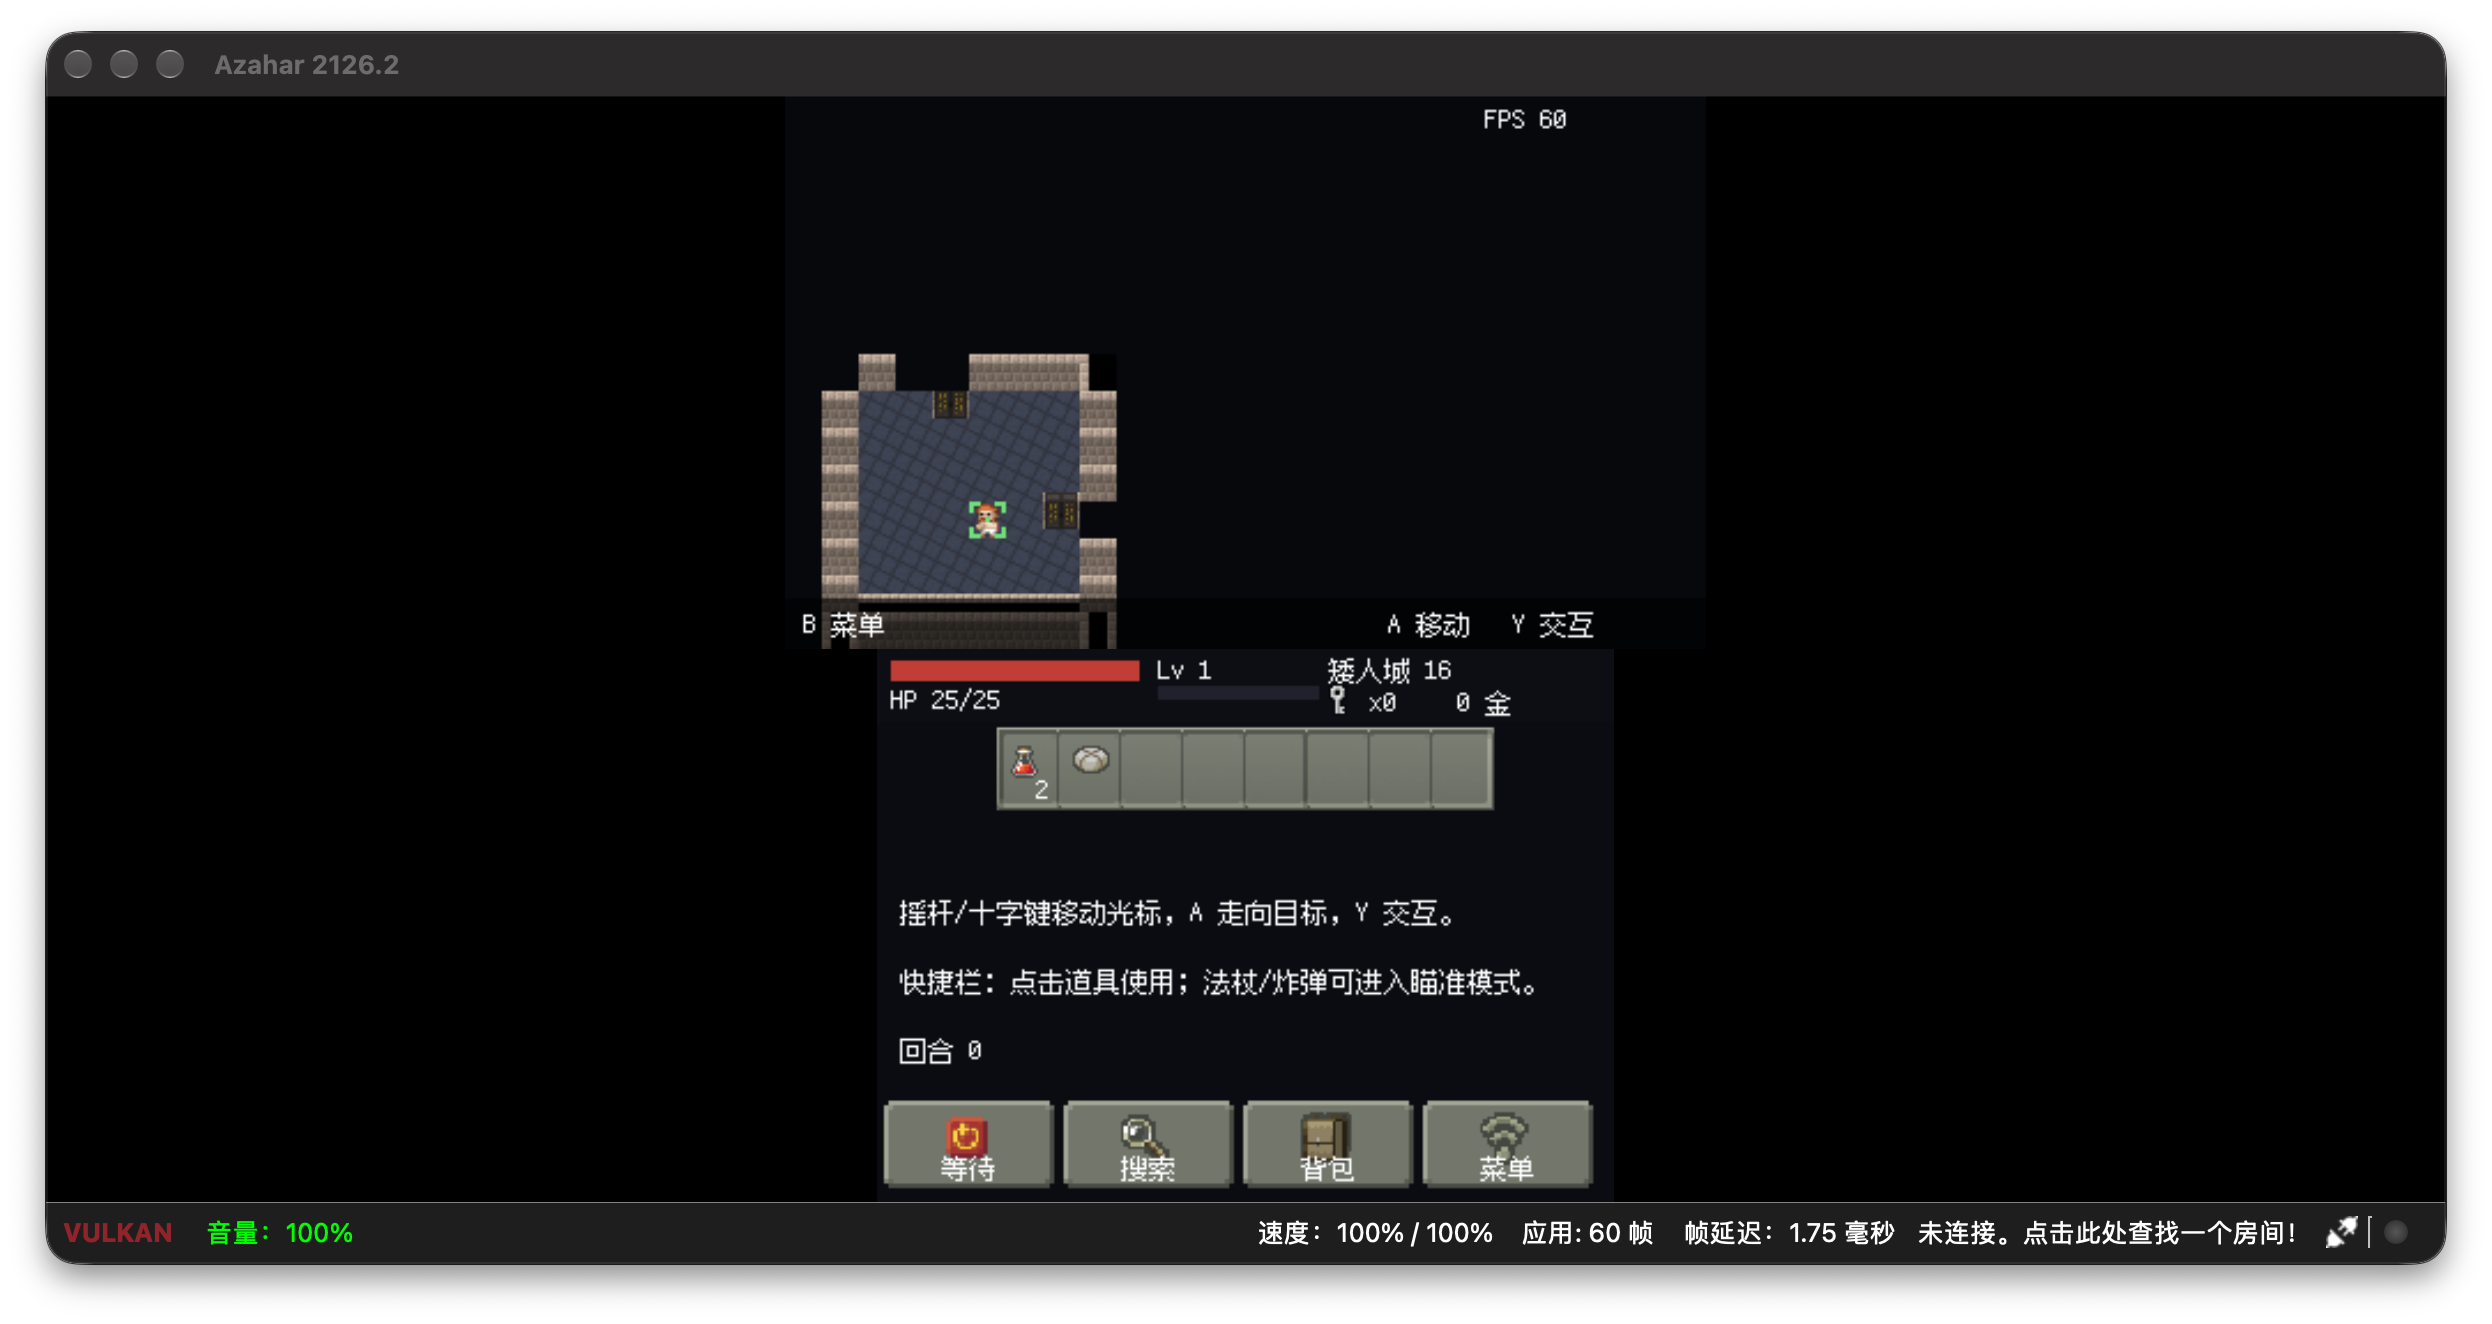 Azahar 2126.2
FPS 60
B 菜单
A 移动 Y 交互
Lv 1
矮人城 16
HP 25/25
x0 0 金
2
摇杆/十字键移动光标，A 走向目标，Y 交互。
快捷栏：点击道具使用；法杖/炸弹可进入瞄准模式。
回合 0
等待
搜索
背包
菜单
VULKAN 音量：100% 速度：100% / 100% 应用: 60 帧 帧延迟：1.75 毫秒 未连接。点击此处查找一个房间！